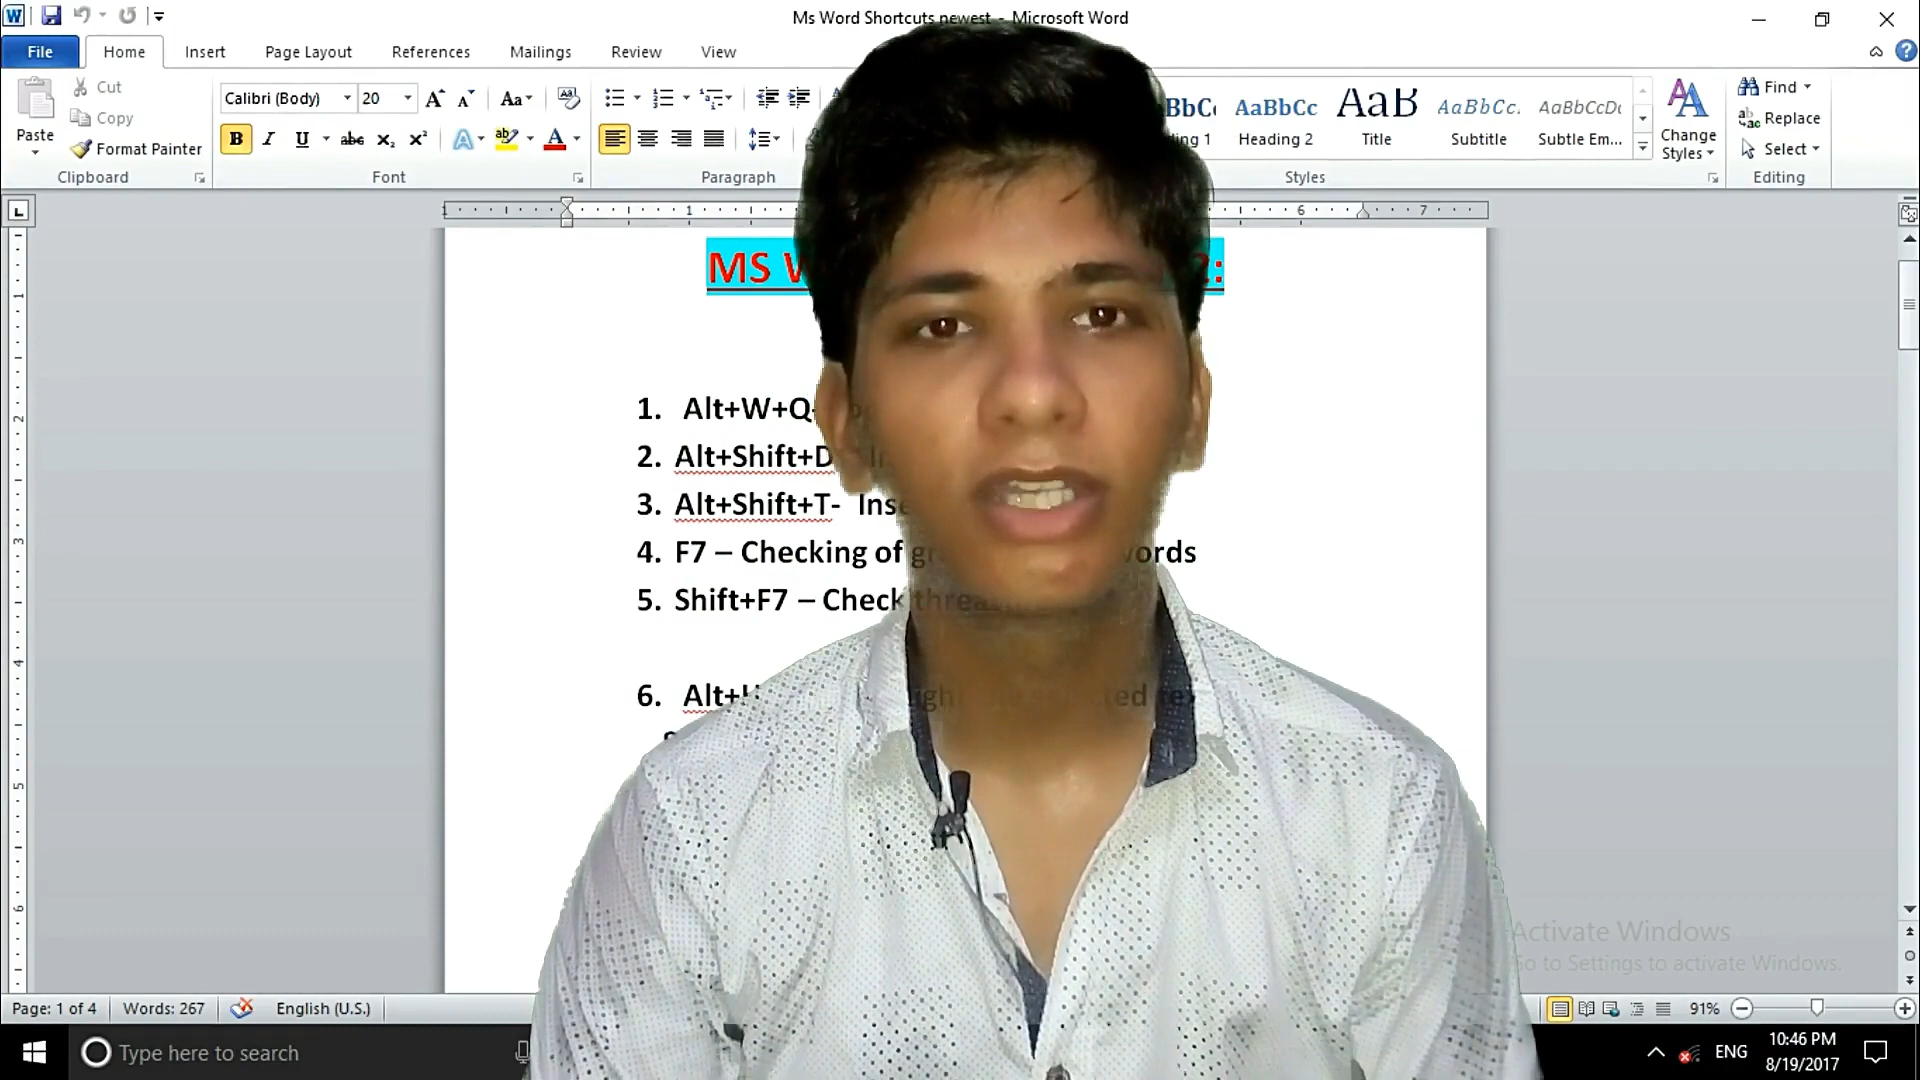 Ms Word Shortcuts newest - Microsoft Word
File Home Insert Page Layout References Mailings Review View
Cut
Copy
Paste
Format Painter
Clipboard
Calibri (Body) 20
Font
Paragraph
AaBbCc AaB AaBbCc. AaBbCcDc
Heading 2 Title Subtitle Subtle Em...
Styles
Change Styles
Find
Replace
Select
Editing
MS
1. Alt+W+Q
2. Alt+Shift+D
3. Alt+Shift+T-
4. F7 – Checking of words
5. Shift+F7 – Check
6. Alt+H
Activate Windows
Go to Settings to activate Windows.
Page: 1 of 4 Words: 267 English (U.S.) 91%
Type here to search
ENG
10:46 PM
8/19/2017